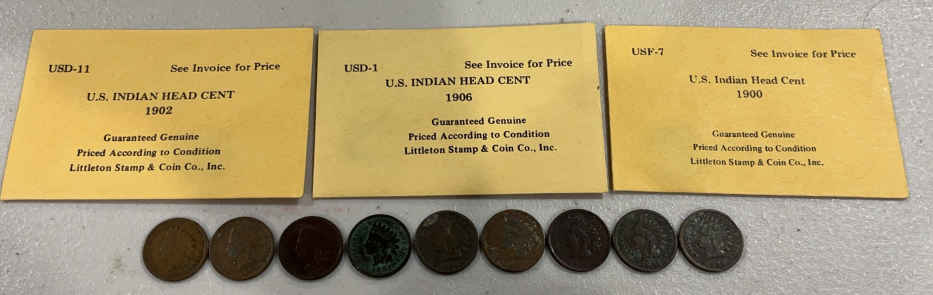 USD-11 See Invoice for Price
U.S. INDIAN HEAD CENT
1902
Guaranteed Genuine
Priced According to Condition
Littleton Stamp & Coin Co., Inc.
USD-1 See Invoice for Price
U.S. INDIAN HEAD CENT
1906
Guaranteed Genuine
Priced According to Condition
Littleton Stamp & Coin Co., Inc.
USF-7 See Invoice for Price
U.S. Indian Head Cent
1900
Guaranteed Genuine
Priced According to Condition
Littleton Stamp & Coin Co., Inc.